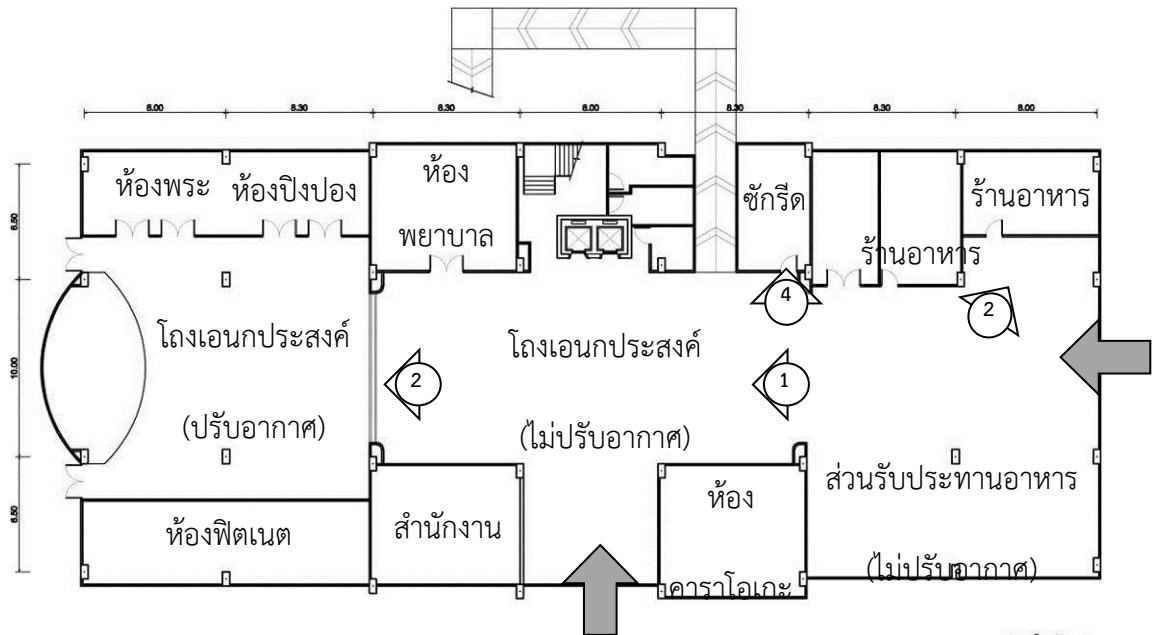 8.00 8.30 8.30 8.00 8.30 8.30 8.00
6.50
10.00
6.50
ห้องพระ
ห้องปิงปอง
ห้อง
พยาบาล
ซักรีด
ร้านอาหาร
ร้านอาหาร
4
2
โถงเอนกประสงค์
(ปรับอากาศ)
2
โถงเอนกประสงค์
(ไม่ปรับอากาศ)
1
ส่วนรับประทานอาหาร
(ไม่ปรับอากาศ)
ห้องฟิตเนต
สำนักงาน
ห้อง
คาราโอเกะ